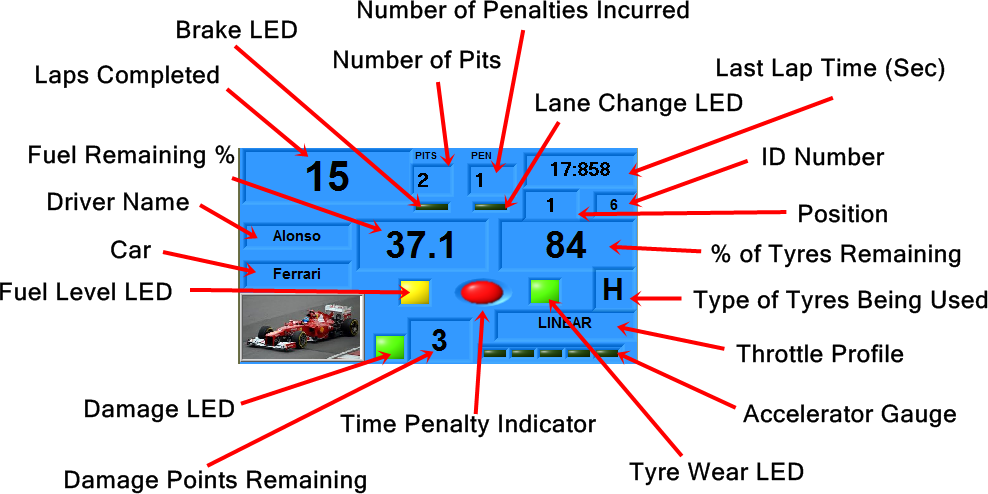 Number of Penalties Incurred
Brake LED
Number of Pits
Laps Completed
Last Lap Time (Sec)
Lane Change LED
Fuel Remaining %
PITS
PEN
17:858
ID Number
15
2
1
Driver Name
1
6
Position
Alonso
37.1
84
Car
% of Tyres Remaining
Ferrari
Fuel Level LED
H
Type of Tyres Being Used
LINEAR
3
Throttle Profile
Damage LED
Time Penalty Indicator
Accelerator Gauge
Damage Points Remaining
Tyre Wear LED